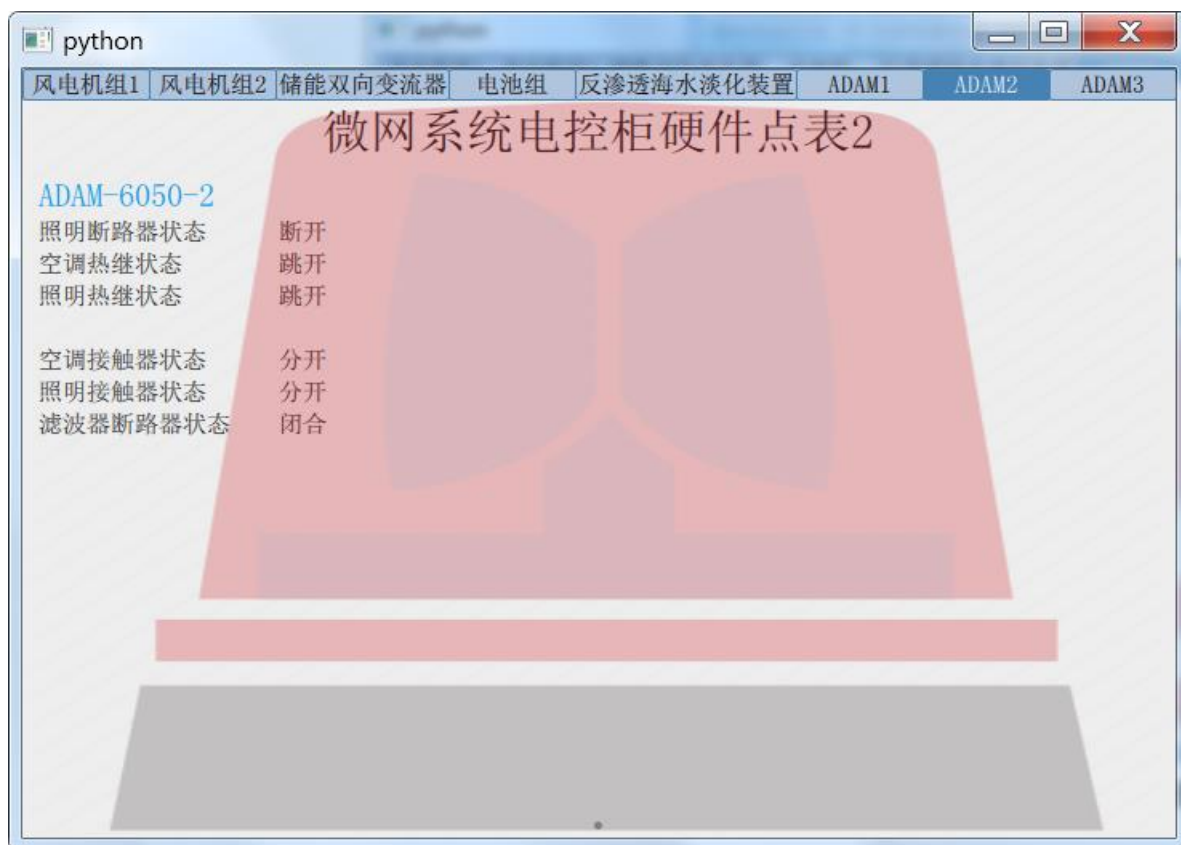 python
风电机组1 风电机组2 储能双向变流器 电池组 反渗透海水淡化装置 ADAM1 ADAM2 ADAM3
微网系统电控柜硬件点表2
ADAM-6050-2
照明断路器状态 断开
空调热继状态 跳开
照明热继状态 跳开
空调接触器状态 分开
照明接触器状态 分开
滤波器断路器状态 闭合